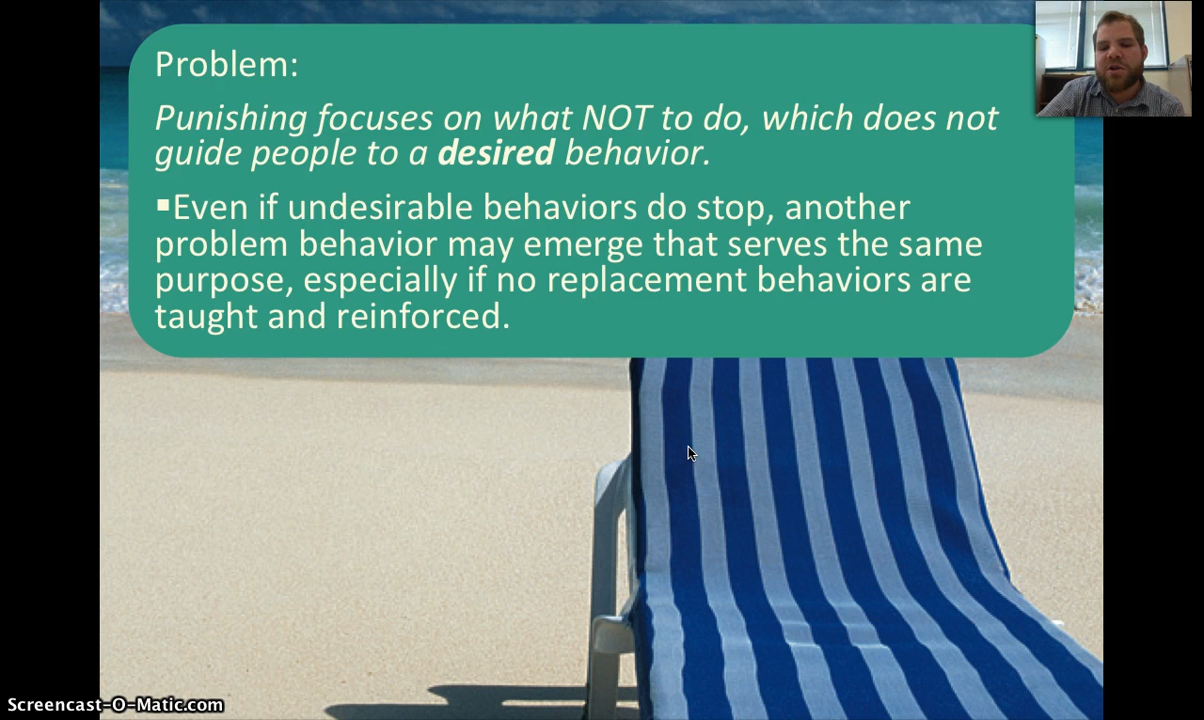 Problem:
Punishing focuses on what NOT to do, which does not
guide people to a desired behavior.
▪Even if undesirable behaviors do stop, another
problem behavior may emerge that serves the same
purpose, especially if no replacement behaviors are
taught and reinforced.
Screencast-O-Matic.com